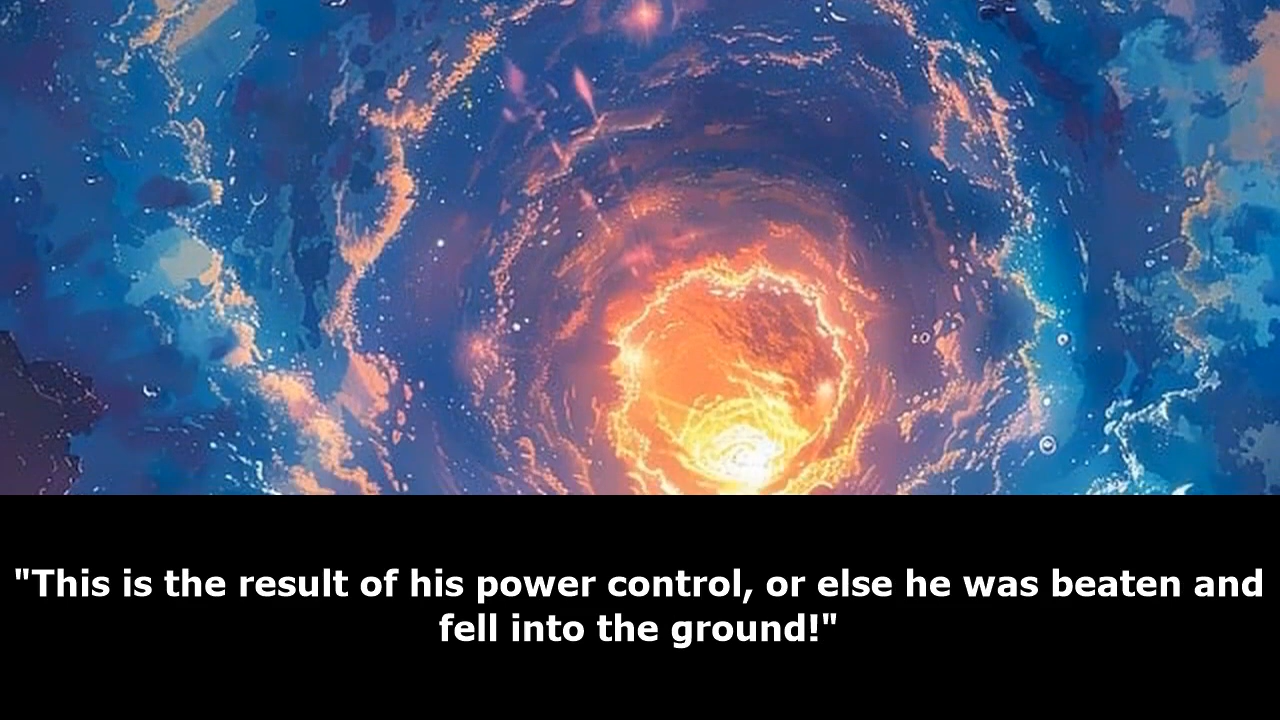 "This is the result of his power control, or else he was beaten and
fell into the ground!"